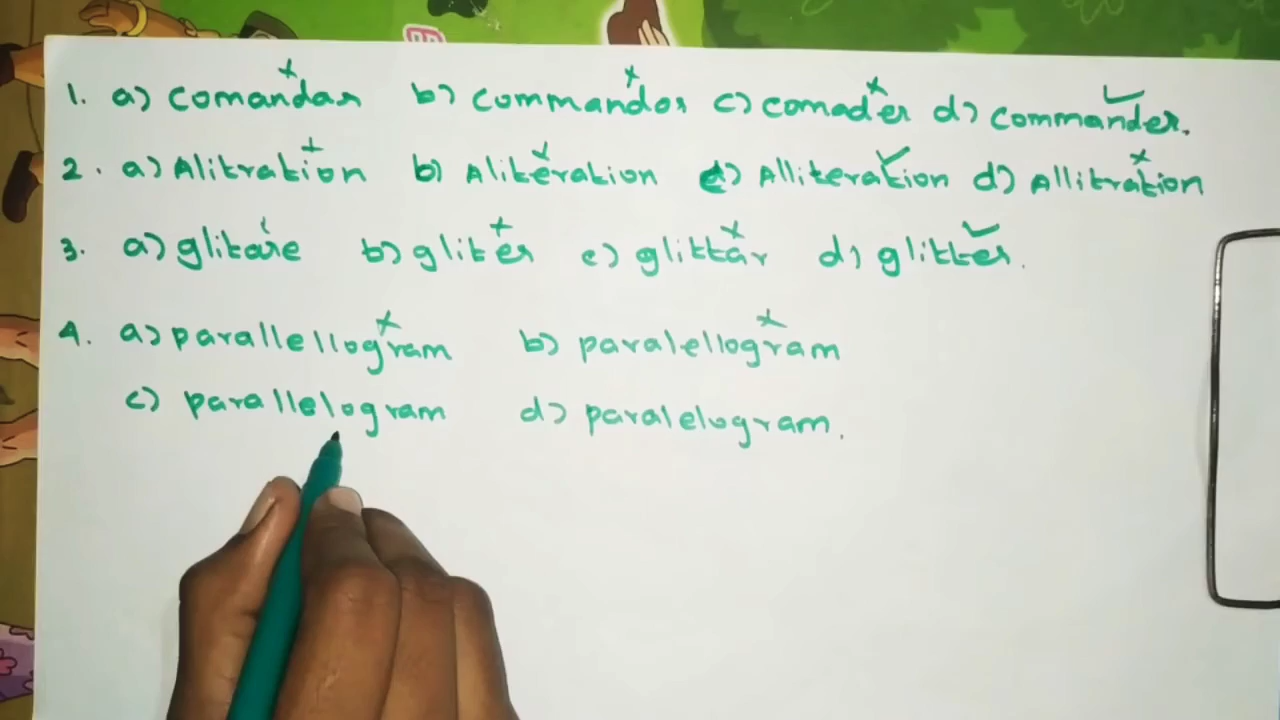 1. a) comandar b) commandor c) comader d) commander.
2. a) Alitration b) Aliteration c) Alliteration d) Allitration
3. a) glitare b) gliter c) glittar d) glitter.
4. a) parallellogram b) paralellogram
c) parallelogram d) paralelogram.